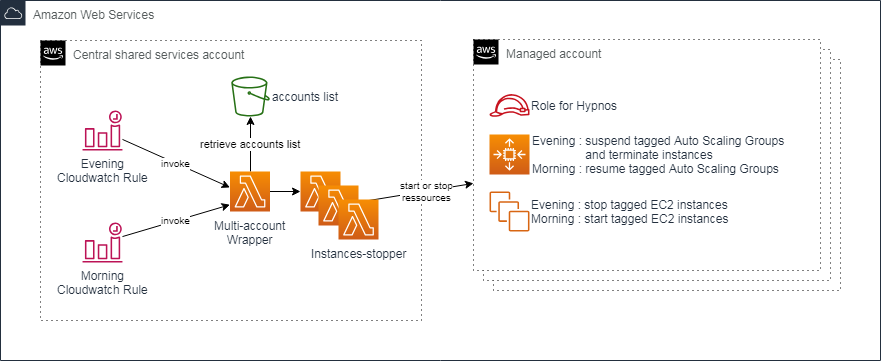 Amazon Web Services
aws
Central shared services account
accounts list
retrieve accounts list
invoke
Evening
Cloudwatch Rule
invoke
Multi-account
Wrapper
Morning
Cloudwatch Rule
Instances-stopper
start or stop
ressources
aws
Managed account
Role for Hypnos
Evening : suspend tagged Auto Scaling Groups
and terminate instances
Morning : resume tagged Auto Scaling Groups
Evening : stop tagged EC2 instances
Morning : start tagged EC2 instances